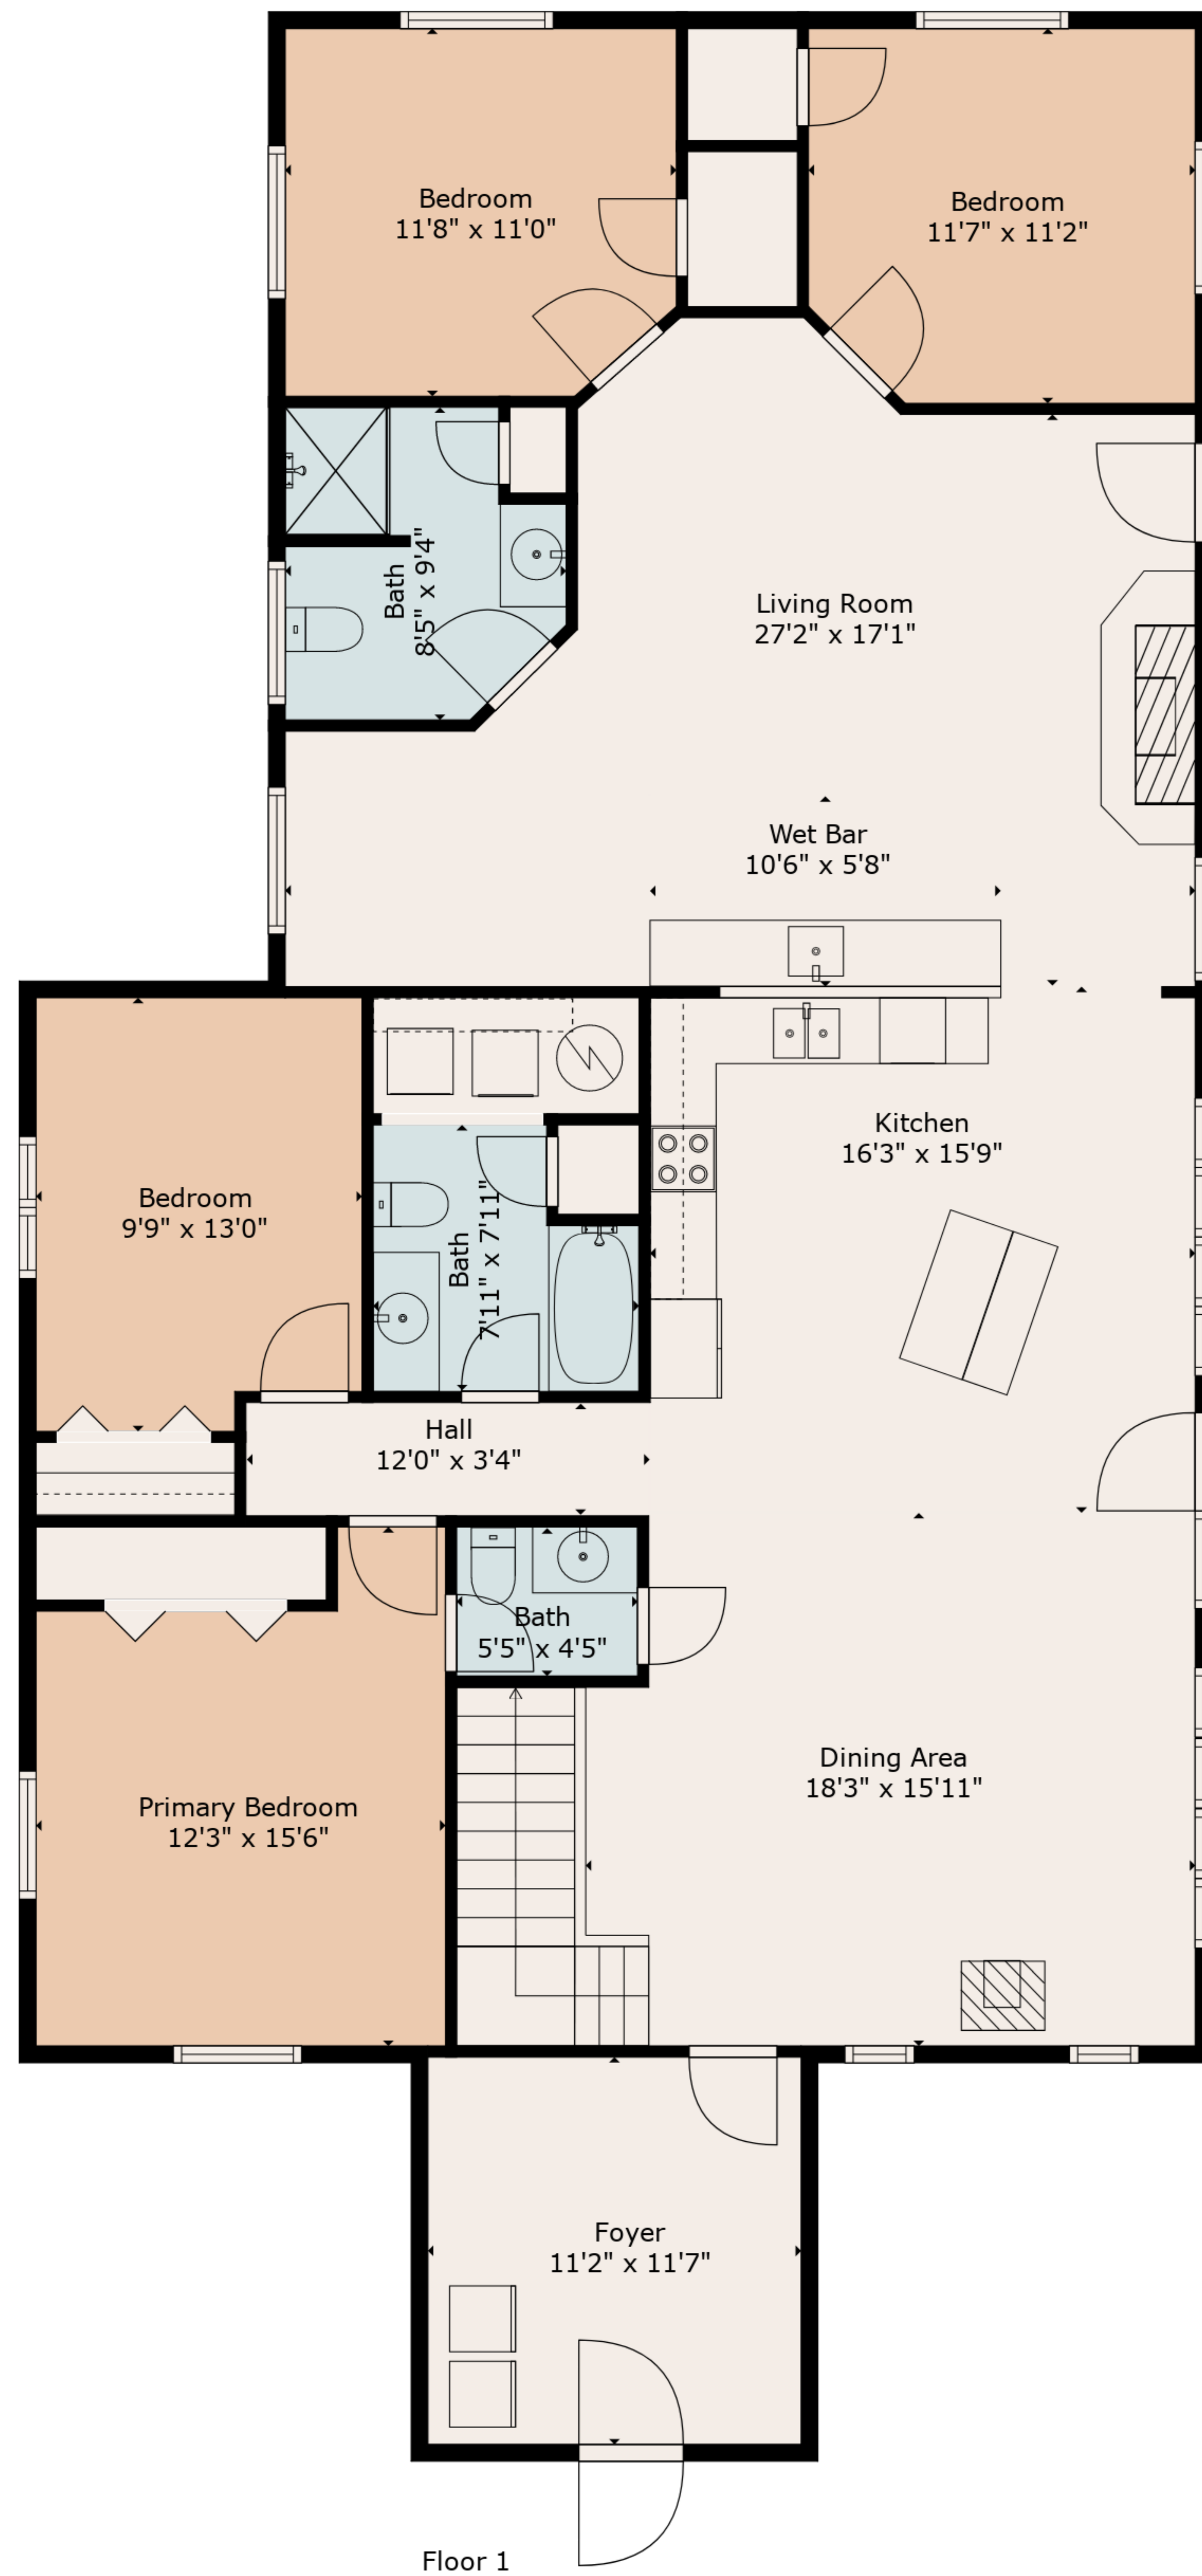 Bedroom
11'8" x 11'0"
Bedroom
11'7" x 11'2"
Bath
8'5" x 9'4"
Living Room
27'2" x 17'1"
Wet Bar
10'6" x 5'8"
Kitchen
16'3" x 15'9"
Bedroom
9'9" x 13'0"
Bath
7'11" x 7'11"
Hall
12'0" x 3'4"
Bath
5'5" x 4'5"
Dining Area
18'3" x 15'11"
Primary Bedroom
12'3" x 15'6"
Foyer
11'2" x 11'7"
Floor 1